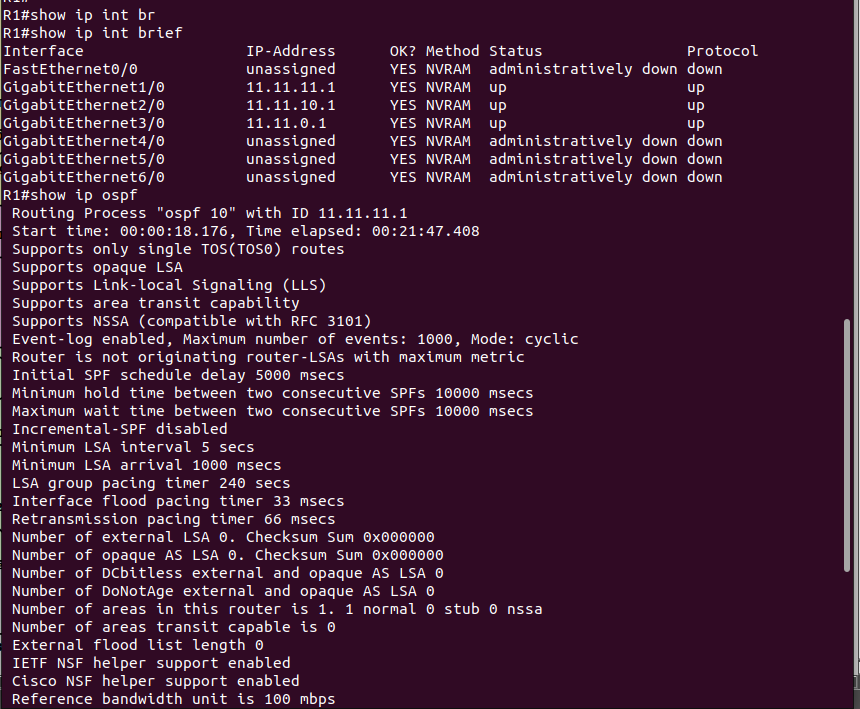 R1#show ip int br
R1#show ip int brief
Interface                  IP-Address      OK? Method Status                Protocol
FastEthernet0/0            unassigned      YES NVRAM  administratively down down
GigabitEthernet1/0         11.11.11.1      YES NVRAM  up                    up
GigabitEthernet2/0         11.11.10.1      YES NVRAM  up                    up
GigabitEthernet3/0         11.11.0.1       YES NVRAM  up                    up
GigabitEthernet4/0         unassigned      YES NVRAM  administratively down down
GigabitEthernet5/0         unassigned      YES NVRAM  administratively down down
GigabitEthernet6/0         unassigned      YES NVRAM  administratively down down
R1#show ip ospf
 Routing Process "ospf 10" with ID 11.11.11.1
 Start time: 00:00:18.176, Time elapsed: 00:21:47.408
 Supports only single TOS(TOS0) routes
 Supports opaque LSA
 Supports Link-local Signaling (LLS)
 Supports area transit capability
 Supports NSSA (compatible with RFC 3101)
 Event-log enabled, Maximum number of events: 1000, Mode: cyclic
 Router is not originating router-LSAs with maximum metric
 Initial SPF schedule delay 5000 msecs
 Minimum hold time between two consecutive SPFs 10000 msecs
 Maximum wait time between two consecutive SPFs 10000 msecs
 Incremental-SPF disabled
 Minimum LSA interval 5 secs
 Minimum LSA arrival 1000 msecs
 LSA group pacing timer 240 secs
 Interface flood pacing timer 33 msecs
 Retransmission pacing timer 66 msecs
 Number of external LSA 0. Checksum Sum 0x000000
 Number of opaque AS LSA 0. Checksum Sum 0x000000
 Number of DCbitless external and opaque AS LSA 0
 Number of DoNotAge external and opaque AS LSA 0
 Number of areas in this router is 1. 1 normal 0 stub 0 nssa
 Number of areas transit capable is 0
 External flood list length 0
 IETF NSF helper support enabled
 Cisco NSF helper support enabled
 Reference bandwidth unit is 100 mbps